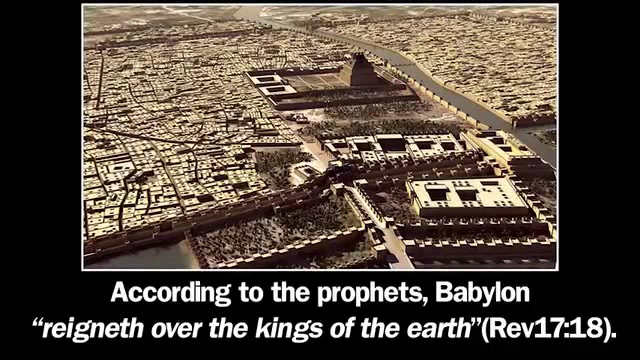 According to the prophets, Babylon
“reigneth over the kings of the earth”(Rev17:18).